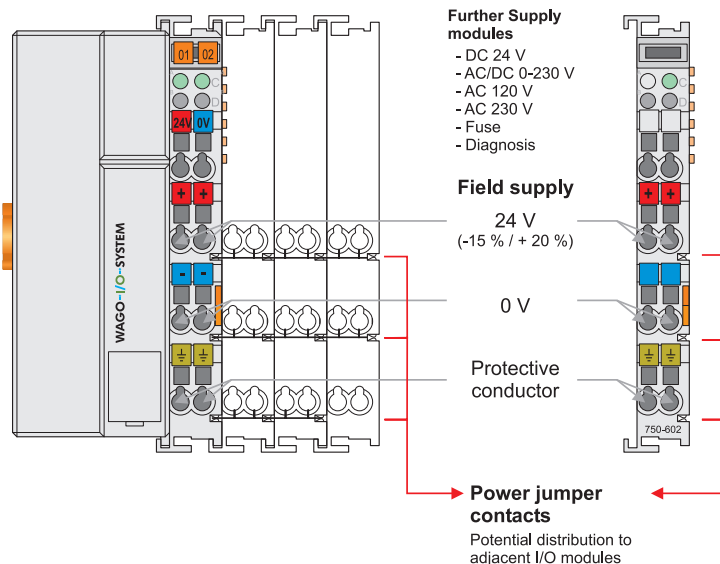 Further Supply
modules
- DC 24 V
- AC/DC 0-230 V
- AC 120 V
- AC 230 V
- Fuse
- Diagnosis
01 02
C
D
24V 0V
+ +
- -
WAGO-I/O-SYSTEM
Field supply
24 V
(-15 % / + 20 %)
0 V
Protective
conductor
C
D
+ +
750-602
Power jumper
contacts
Potential distribution to
adjacent I/O modules